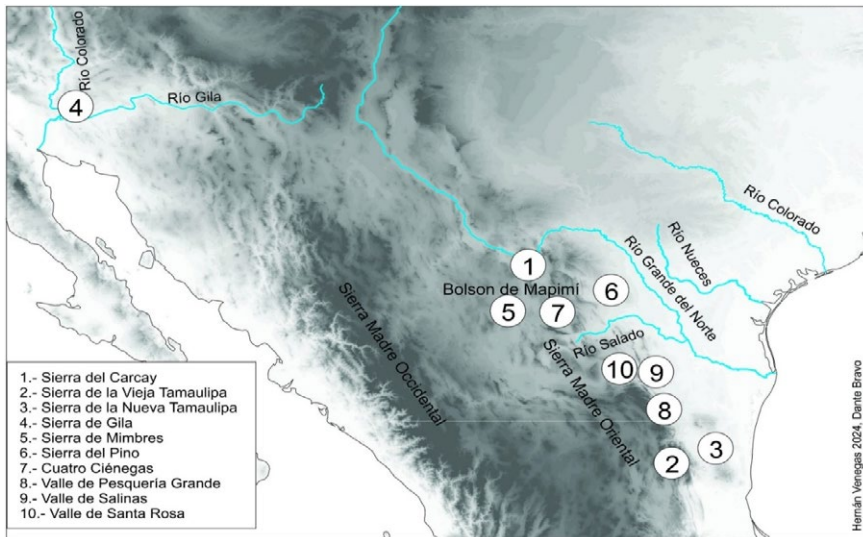 Río Colorado
4
Río Gila
Río Colorado
Río Nueces
Río Grande del Norte
1
Bolson de Mapimí
6
5
7
Sierra Madre Occidental
Sierra Madre Oriental
Río Salado
10
9
8
3
2
1.- Sierra del Carcay
2.- Sierra de la Vieja Tamaulipa
3.- Sierra de la Nueva Tamaulipa
4.- Sierra de Gila
5.- Sierra de Mimbres
6.- Sierra del Pino
7.- Cuatro Ciénegas
8.- Valle de Pesquería Grande
9.- Valle de Salinas
10.- Valle de Santa Rosa
Hernán Venegas 2024, Dante Bravo